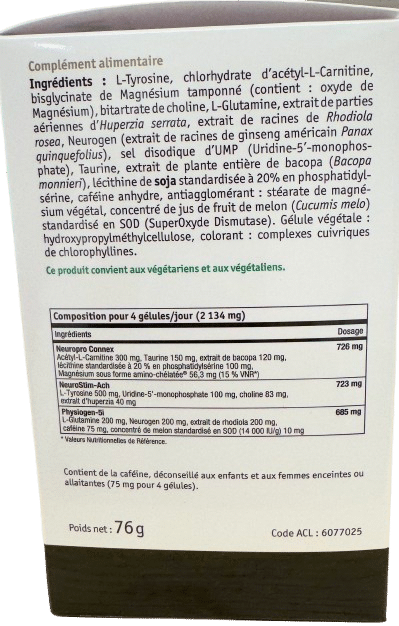 Complément alimentaire
Ingrédients : L-Tyrosine, chlorhydrate d'acétyl-L-Carnitine,
bisglycinate de Magnésium tamponné (contient : oxyde de
Magnésium), bitartrate de choline, L-Glutamine, extrait de parties
aériennes d'Huperzia serrata, extrait de racines de Rhodiola
rosea, Neurogen (extrait de racines de ginseng américain Panax
quinquefolius), sel disodique d'UMP (Uridine-5'-monophos-
phate), Taurine, extrait de plante entière de bacopa (Bacopa
monnieri), lécithine de soja standardisée à 20% en phosphatidyl-
sérine, caféine anhydre, antiagglomérant : stéarate de magné-
sium végétal, concentré de jus de fruit de melon (Cucumis melo)
standardisé en SOD (SuperOxyde Dismutase). Gélule végétale :
hydroxypropylméthylcellulose, colorant : complexes cuivriques
de chlorophyllines.
Ce produit convient aux végétariens et aux végétaliens.
Composition pour 4 gélules/jour (2 134 mg)
Ingrédients Dosage
Neuropro Connex 726 mg
Acétyl-L-Carnitine 300 mg, Taurine 150 mg, extrait de bacopa 120 mg,
lécithine standardisée à 20 % en phosphatidylsérine 100 mg,
Magnésium sous forme amino-chélatée® 56,3 mg (15 % VNR*)
NeuroStim-Ach 723 mg
L-Tyrosine 500 mg, Uridine-5'-monophosphate 100 mg, choline 83 mg,
extrait d'huperzia 40 mg
Physiogen-5i 685 mg
L-Glutamine 200 mg, Neurogen 200 mg, extrait de rhodiola 200 mg,
caféine 75 mg, concentré de melon standardisé en SOD (14 000 IU/g) 10 mg
* Valeurs Nutritionnelles de Référence.
Contient de la caféine, déconseillé aux enfants et aux femmes enceintes ou
allaitantes (75 mg pour 4 gélules).
Poids net : 76 g
Code ACL : 6077025